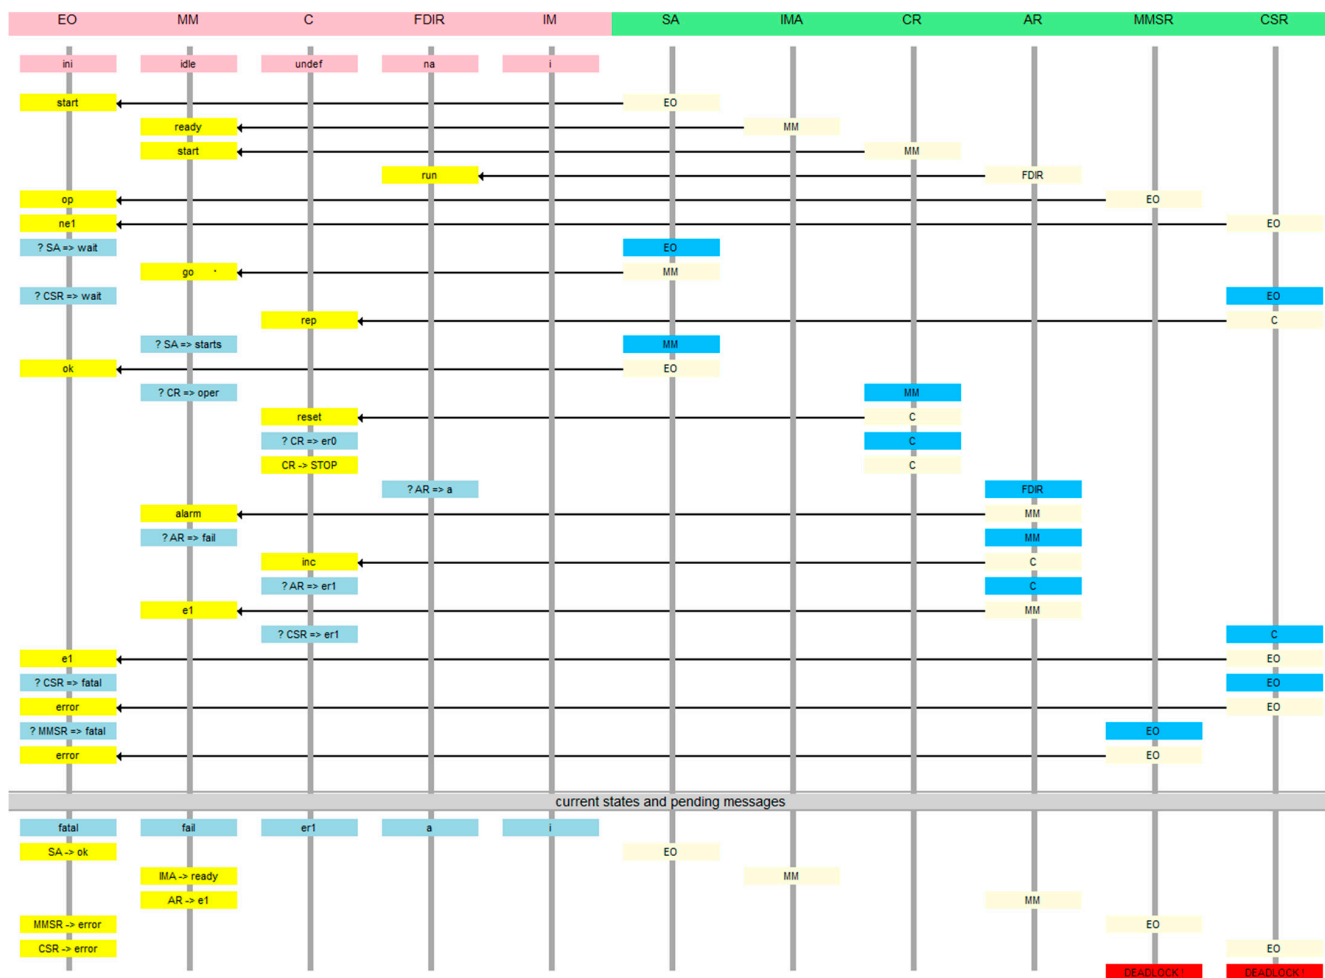 EO MM C FDIR IM SA IMA CR AR MMSR CSR
ini idle undef na i
start EO
ready MM
start MM
run FDIR
op EO
ne1 EO
? SA => wait EO
go MM
? CSR => wait EO
rep C
? SA => starts MM
ok EO
? CR => oper MM
reset C
? CR => er0 C
CR -> STOP C
? AR => a FDIR
alarm MM
? AR => fail MM
inc C
? AR => er1 C
e1 MM
? CSR => er1 C
e1 EO
? CSR => fatal EO
error EO
? MMSR => fatal EO
error EO
current states and pending messages
fatal fail er1 a i
SA -> ok EO
IMA -> ready MM
AR -> e1 MM
MMSR -> error EO
CSR -> error EO
DEADLOCK ! DEADLOCK !